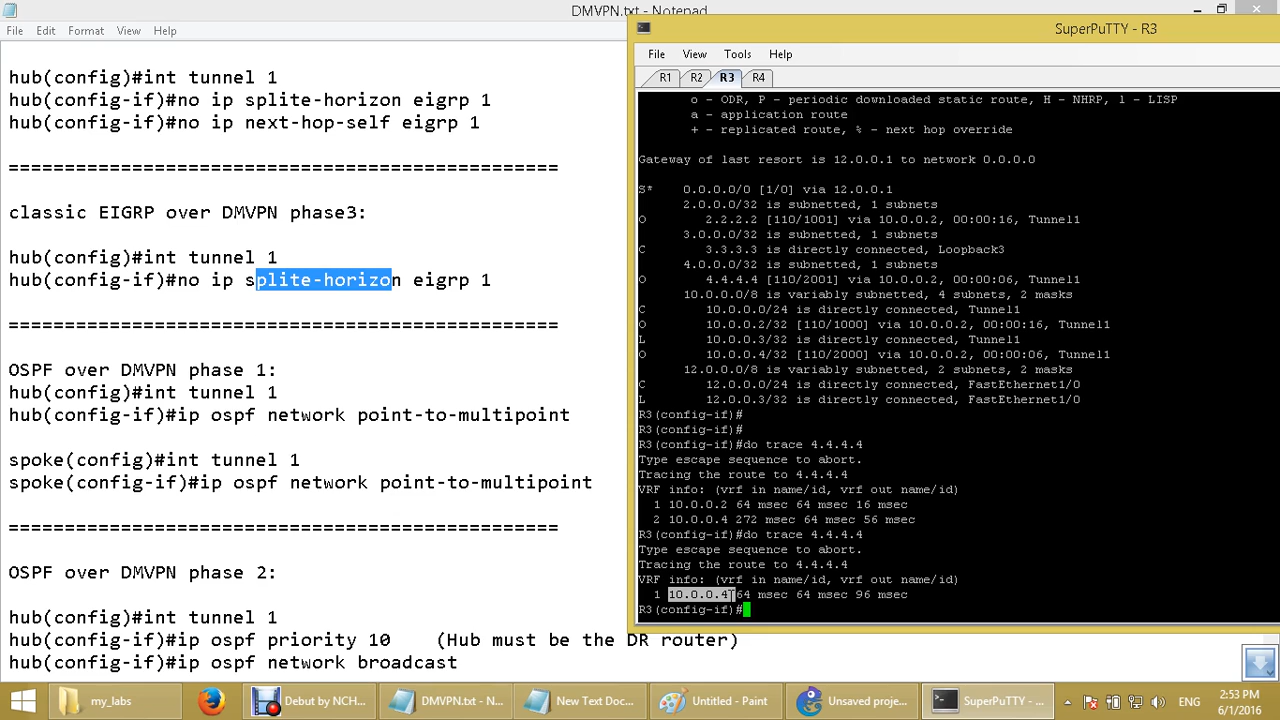 DMVPN.txt - Notepad
File Edit Format View Help
hub(config)#int tunnel 1
hub(config-if)#no ip splite-horizon eigrp 1
hub(config-if)#no ip next-hop-self eigrp 1
==================================================
classic EIGRP over DMVPN phase3:
hub(config)#int tunnel 1
hub(config-if)#no ip splite-horizon eigrp 1
==================================================
OSPF over DMVPN phase 1:
hub(config)#int tunnel 1
hub(config-if)#ip ospf network point-to-multipoint
spoke(config)#int tunnel 1
spoke(config-if)#ip ospf network point-to-multipoint
==================================================
OSPF over DMVPN phase 2:
hub(config)#int tunnel 1
hub(config-if)#ip ospf priority 10 (Hub must be the DR router)
hub(config-if)#ip ospf network broadcast
SuperPuTTY - R3
File View Tools Help
R1 R2 R3 R4
o - ODR, P - periodic downloaded static route, H - NHRP, l - LISP
a - application route
+ - replicated route, % - next hop override
Gateway of last resort is 12.0.0.1 to network 0.0.0.0
S* 0.0.0.0/0 [1/0] via 12.0.0.1
2.0.0.0/32 is subnetted, 1 subnets
O 2.2.2.2 [110/1001] via 10.0.0.2, 00:00:16, Tunnel1
3.0.0.0/32 is subnetted, 1 subnets
C 3.3.3.3 is directly connected, Loopback3
4.0.0.0/32 is subnetted, 1 subnets
O 4.4.4.4 [110/2001] via 10.0.0.2, 00:00:06, Tunnel1
10.0.0.0/8 is variably subnetted, 4 subnets, 2 masks
C 10.0.0.0/24 is directly connected, Tunnel1
O 10.0.0.2/32 [110/1000] via 10.0.0.2, 00:00:16, Tunnel1
L 10.0.0.3/32 is directly connected, Tunnel1
O 10.0.0.4/32 [110/2000] via 10.0.0.2, 00:00:06, Tunnel1
12.0.0.0/8 is variably subnetted, 2 subnets, 2 masks
C 12.0.0.0/24 is directly connected, FastEthernet1/0
L 12.0.0.3/32 is directly connected, FastEthernet1/0
R3(config-if)#
R3(config-if)#
R3(config-if)#do trace 4.4.4.4
Type escape sequence to abort.
Tracing the route to 4.4.4.4
VRF info: (vrf in name/id, vrf out name/id)
1 10.0.0.2 64 msec 64 msec 16 msec
2 10.0.0.4 272 msec 64 msec 56 msec
R3(config-if)#do trace 4.4.4.4
Type escape sequence to abort.
Tracing the route to 4.4.4.4
VRF info: (vrf in name/id, vrf out name/id)
1 10.0.0.4 64 msec 64 msec 96 msec
R3(config-if)#
my_labs
Debut by NCH...
DMVPN.txt - N...
New Text Doc...
Untitled - Paint
Unsaved proje...
SuperPuTTY - ...
ENG
2:53 PM
6/1/2016